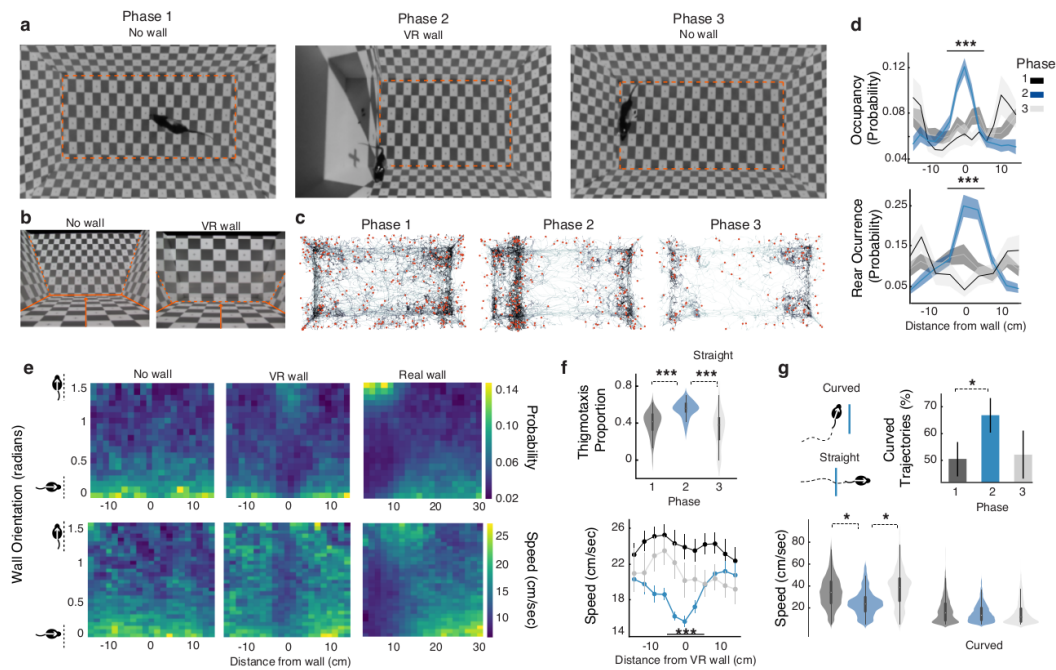 a
Phase 1
No wall
Phase 2
VR wall
Phase 3
No wall
b
No wall
VR wall
c
Phase 1
Phase 2
Phase 3
d
***
Phase
1
2
3
0.12
0.08
0.04
Occupancy
(Probability)
-10
0
10
***
0.25
0.15
0.05
Rear Ocurrence
(Probability)
-10
0
10
Distance from wall (cm)
e
No wall
VR wall
Real wall
Wall Orientation (radians)
1.5
1
0.5
0
0.14
0.10
0.06
0.02
Probability
-10
0
10
-10
0
10
0
10
20
30
1.5
1
0.5
0
25
20
15
10
Speed (cm/sec)
-10
0
10
-10
0
10
0
10
20
30
Distance from wall (cm)
f
Straight
***
***
0.8
0.4
0
Thigmotaxis
Proportion
1
2
3
Phase
26
22
18
14
Speed (cm/sec)
***
-10
0
10
Distance from VR wall (cm)
g
Curved
Straight
*
70
60
50
Curved
Trajectories (%)
1
2
3
Phase
*
*
80
60
40
20
Speed (cm/sec)
Curved